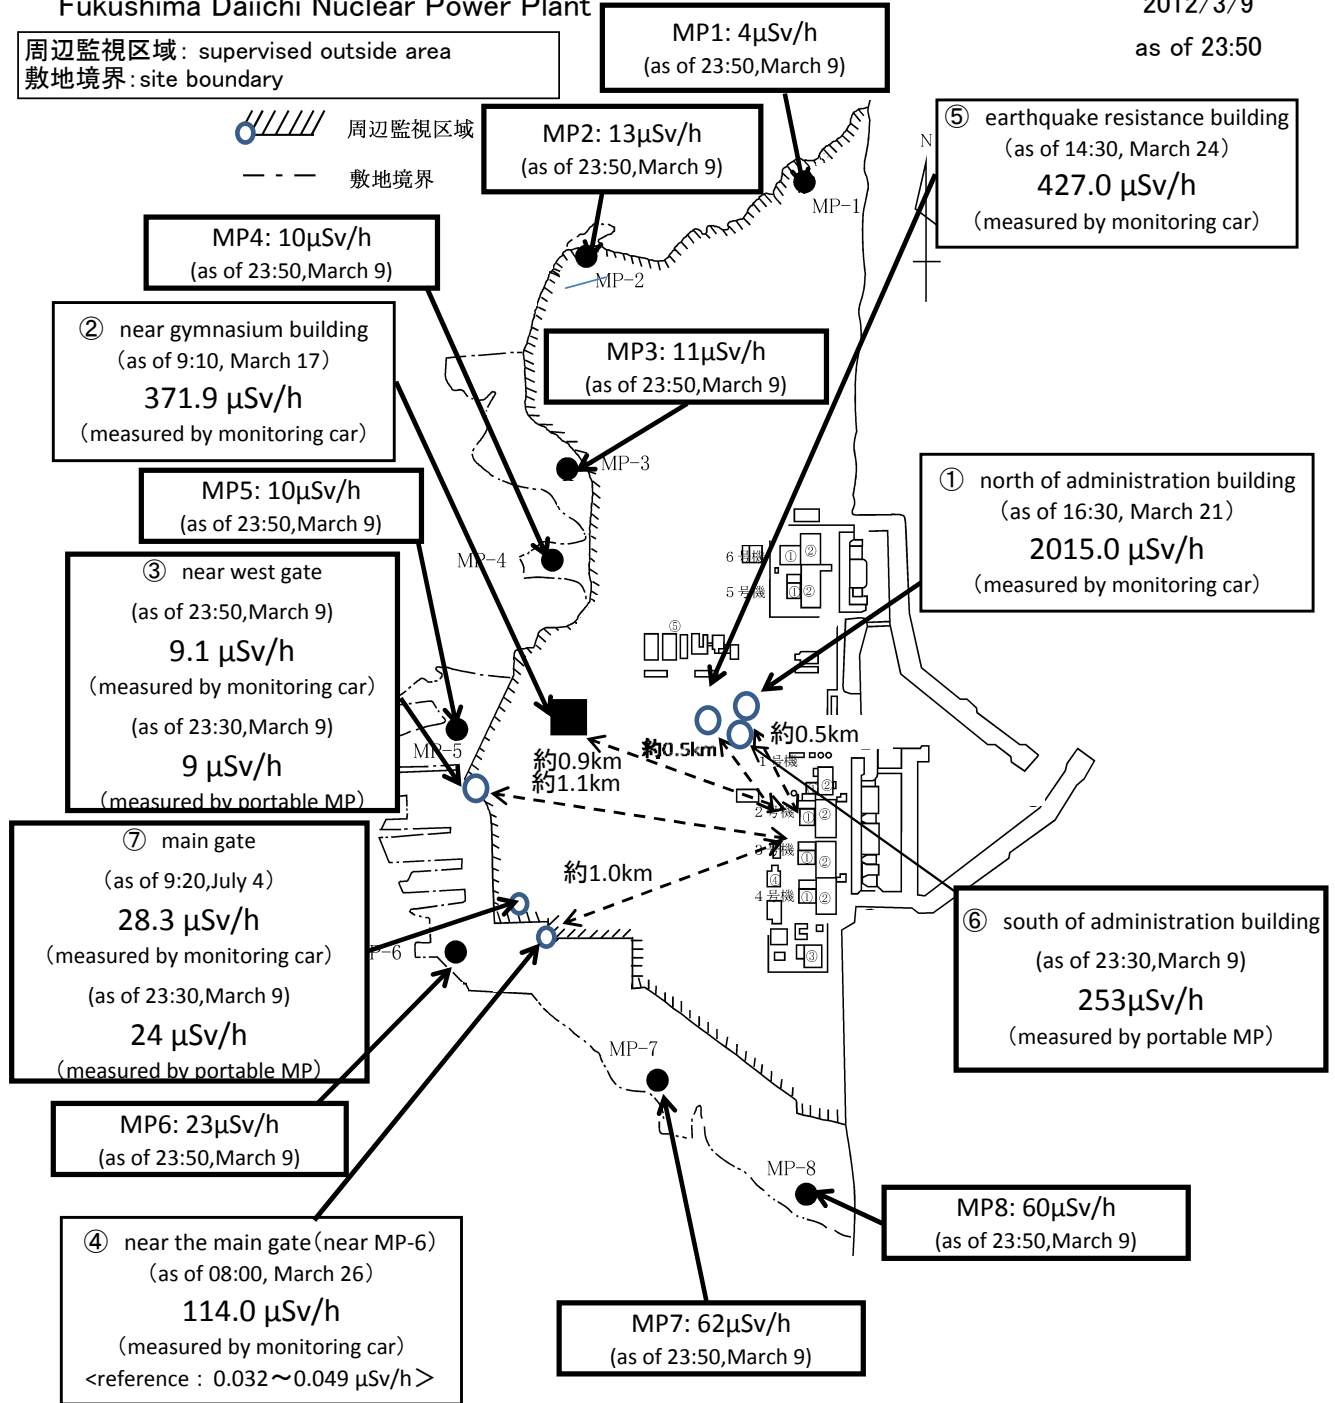 Fukushima Daiichi Nuclear Power Plant
2012/3/9
as of 23:50
周辺監視区域: supervised outside area
敷地境界:site boundary
周辺監視区域
敷地境界
MP1: 4μSv/h
(as of 23:50,March 9)
MP2: 13μSv/h
(as of 23:50,March 9)
⑤ earthquake resistance building
(as of 14:30, March 24)
427.0 μSv/h
(measured by monitoring car)
N
MP-1
MP4: 10μSv/h
(as of 23:50,March 9)
MP-2
② near gymnasium building
(as of 9:10, March 17)
371.9 μSv/h
(measured by monitoring car)
MP3: 11μSv/h
(as of 23:50,March 9)
MP-3
MP5: 10μSv/h
(as of 23:50,March 9)
① north of administration building
(as of 16:30, March 21)
2015.0 μSv/h
(measured by monitoring car)
MP-4
6号機
① ②
5号機
① ②
⑤
③ near west gate
(as of 23:50,March 9)
9.1 μSv/h
(measured by monitoring car)
(as of 23:30,March 9)
9 μSv/h
(measured by portable MP)
MP-5
約0.9km
約1.1km
約0.5km
約0.5km
1号機
① ②
2号機
① ②
3号機
① ②
④
4号機
① ②
③
約1.0km
⑦ main gate
(as of 9:20,July 4)
28.3 μSv/h
(measured by monitoring car)
(as of 23:30,March 9)
24 μSv/h
(measured by portable MP)
P-6
⑥ south of administration building
(as of 23:30,March 9)
253μSv/h
(measured by portable MP)
MP-7
MP6: 23μSv/h
(as of 23:50,March 9)
MP-8
MP8: 60μSv/h
(as of 23:50,March 9)
④ near the main gate(near MP-6)
(as of 08:00, March 26)
114.0 μSv/h
(measured by monitoring car)
<reference : 0.032～0.049 μSv/h＞
MP7: 62μSv/h
(as of 23:50,March 9)